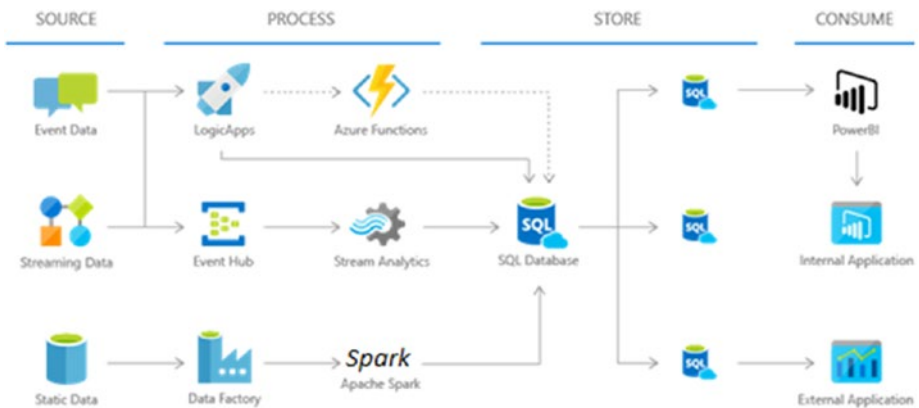 SOURCE PROCESS STORE CONSUME
Event Data LogicApps Azure Functions SQL PowerBI
Streaming Data Event Hub Stream Analytics SQL SQL Database SQL Internal Application
Static Data Data Factory Spark Apache Spark SQL External Application